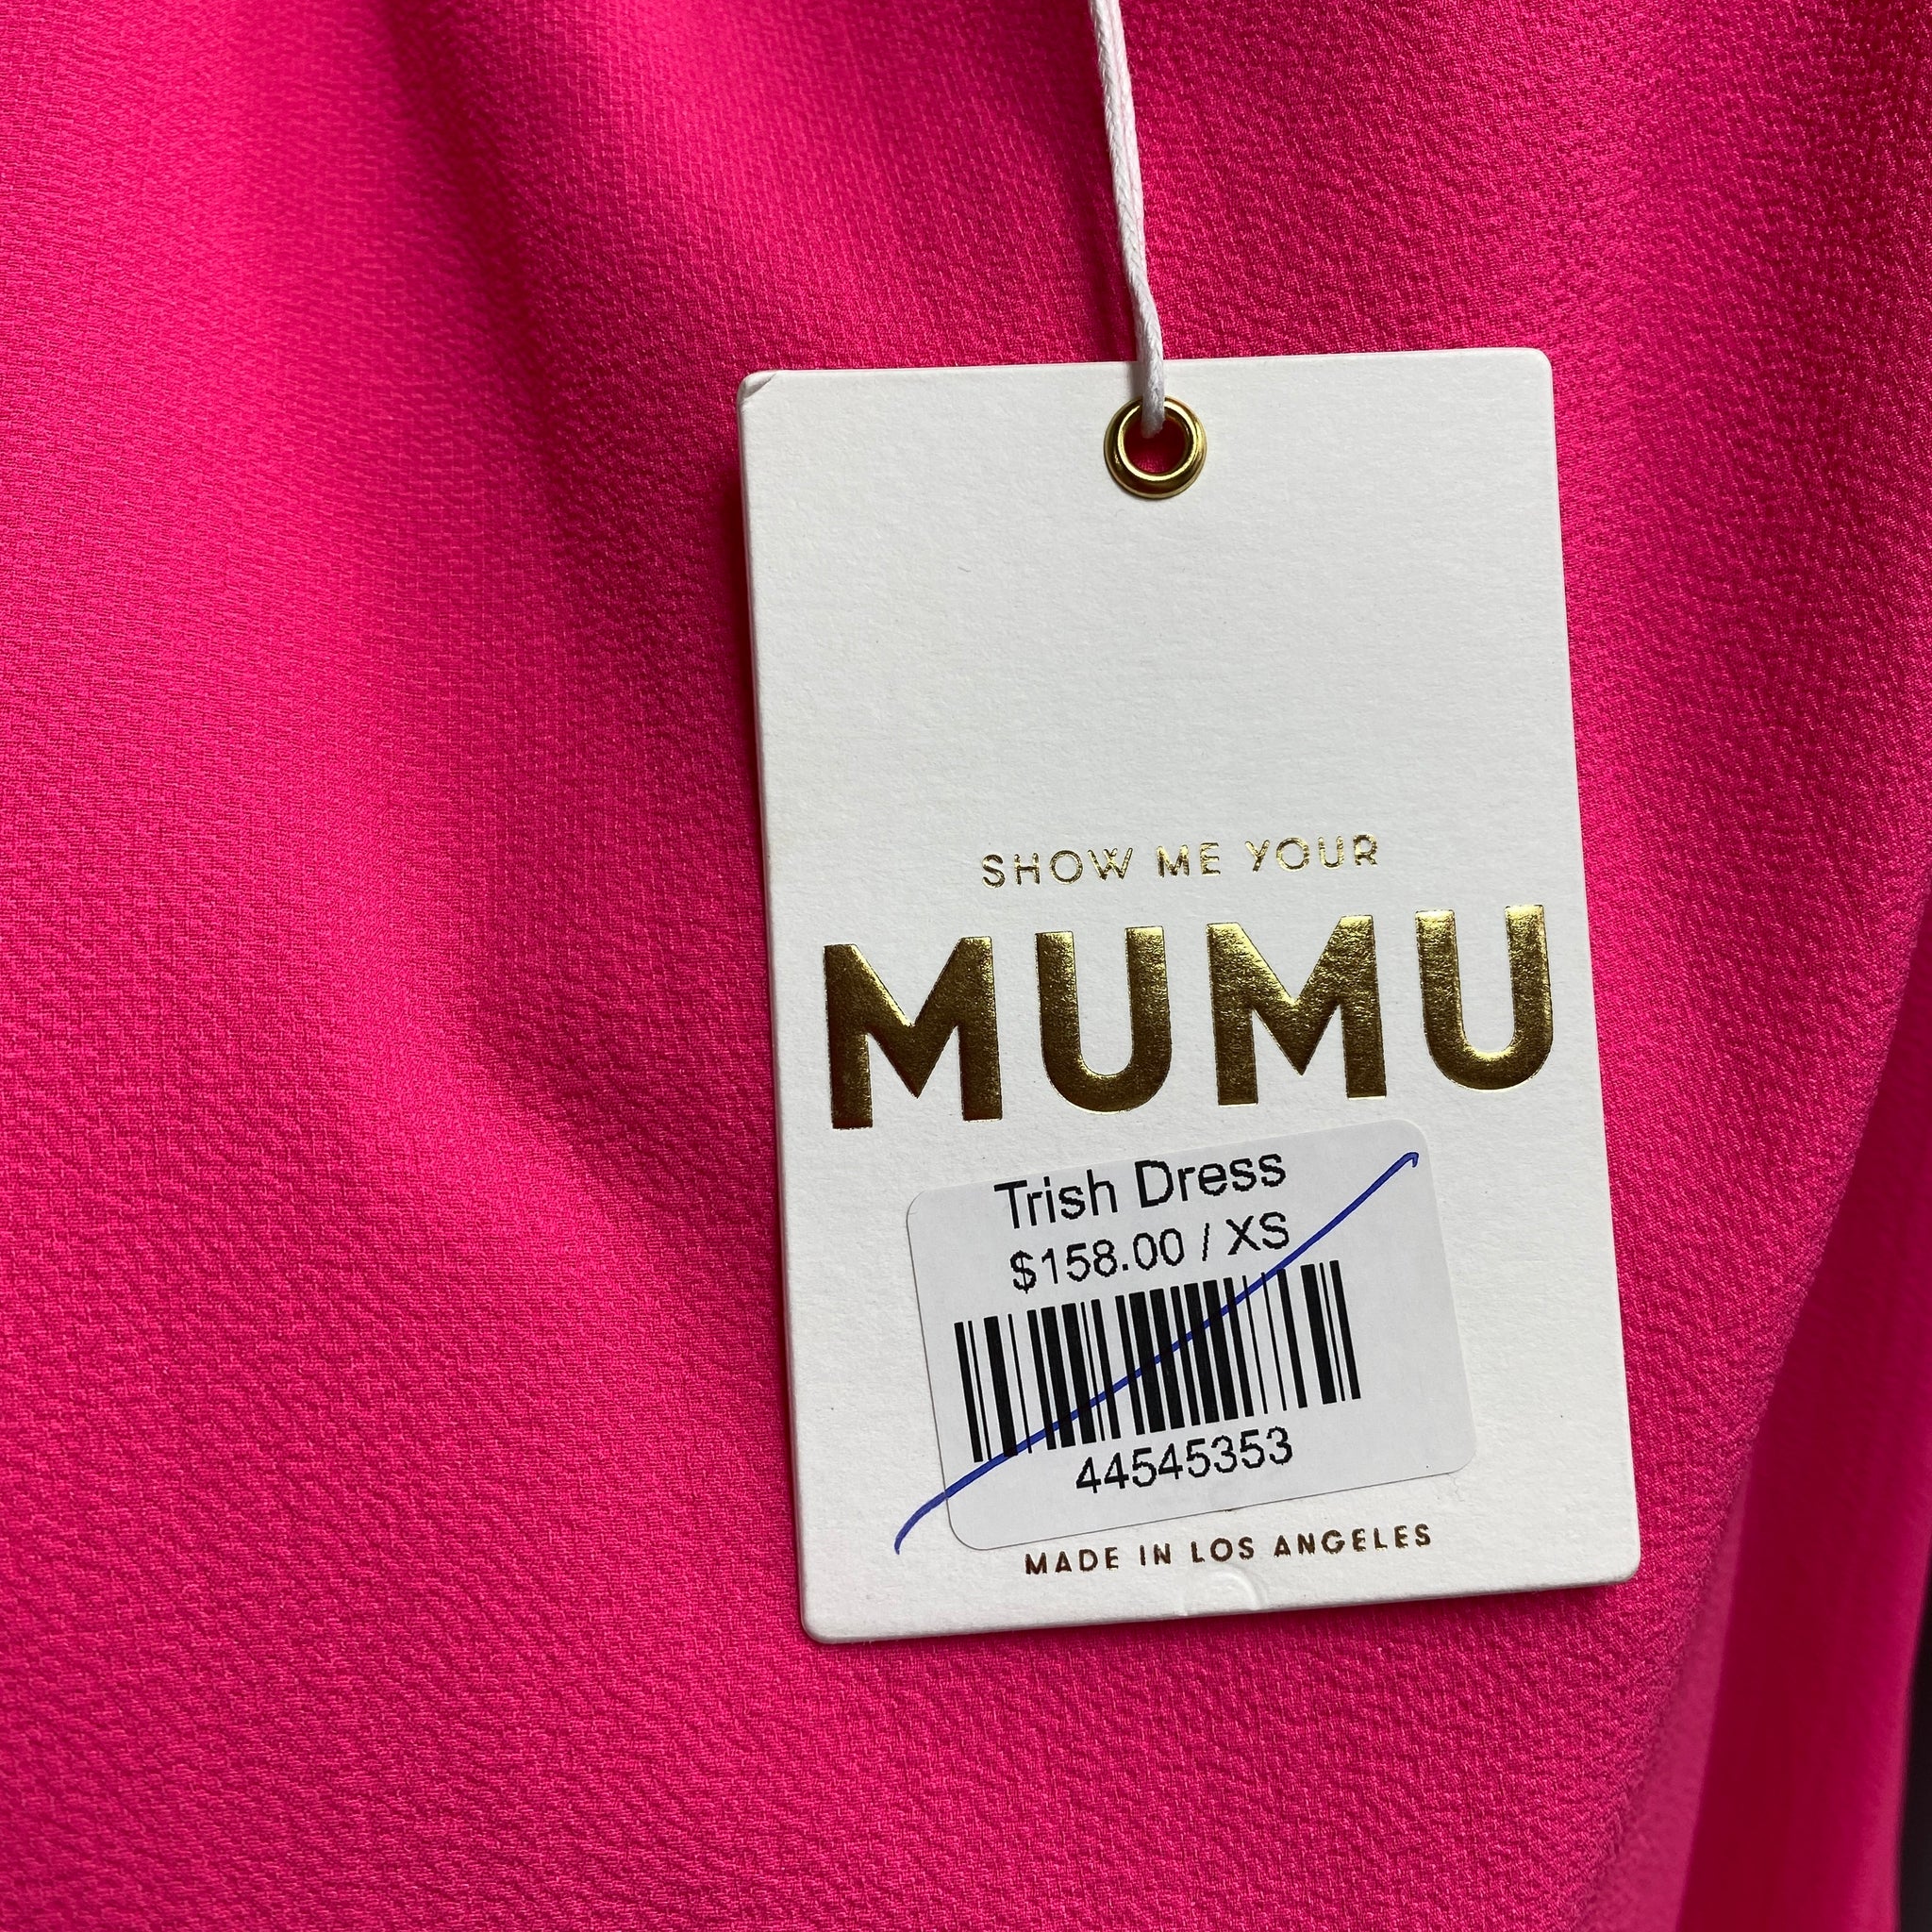 SHOW ME YOUR
MUMU
Trish Dress
$158.00 / XS
44545353
MADE IN LOS ANGELES